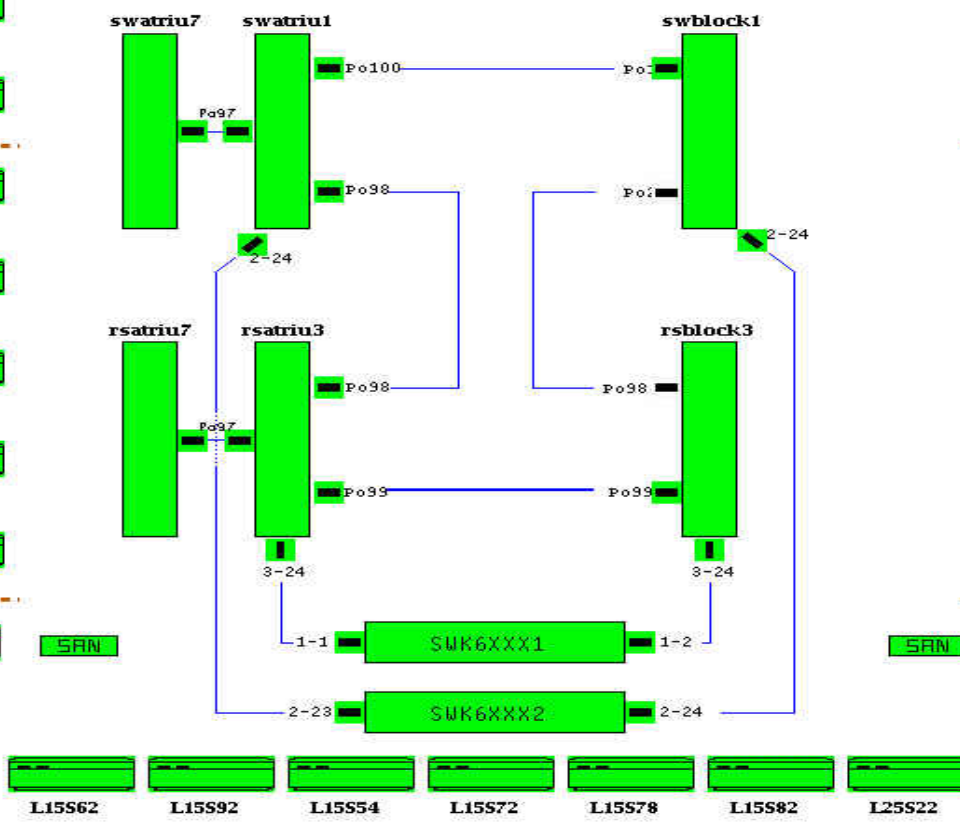 swatriu7 swatriu1 swblock1
Po100
Po97
Po98
2-24 2-24
rsatriu7 rsatriu3 rsblock3
Po98 Po98
Po97
Po99 Po99
3-24 3-24
1-1 SWK6XXX1 1-2
SAN SAN
2-23 SWK6XXX2 2-24
L15S62 L15S92 L15S54 L15S72 L15S78 L15S82 L25S22